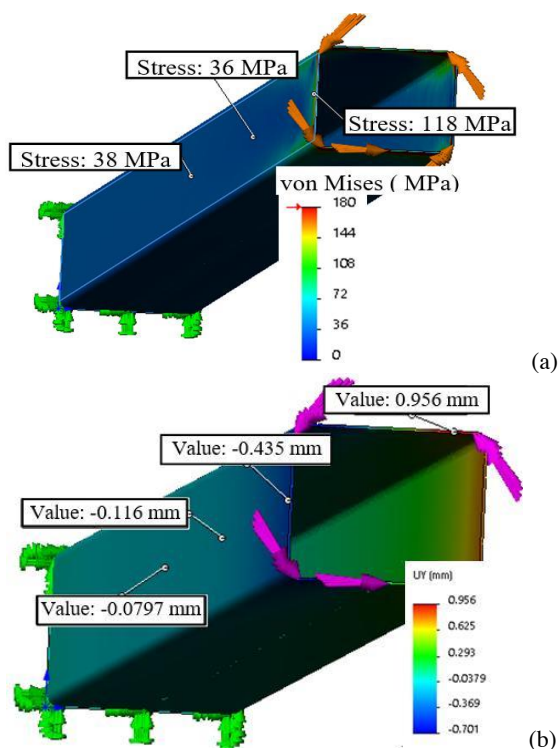 Stress: 36 MPa
Stress: 118 MPa
Stress: 38 MPa
von Mises ( MPa)
180
144
108
72
36
0
(a)
Value: 0.956 mm
Value: -0.435 mm
Value: -0.116 mm
Value: -0.0797 mm
UY (mm)
0.956
0.625
0.293
-0.0379
-0.369
-0.701
(b)